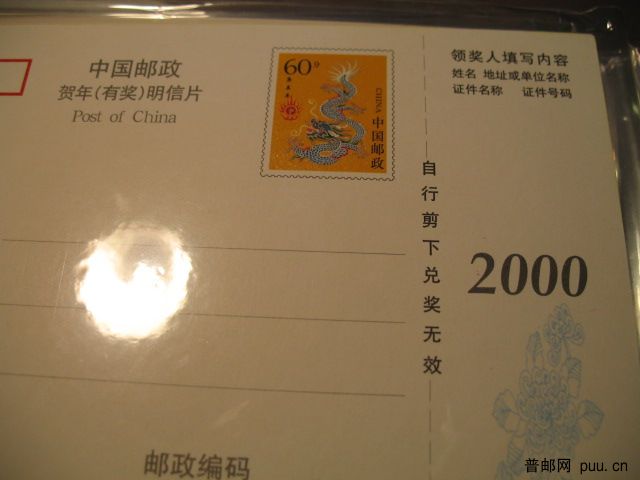 中国邮政
贺年(有奖)明信片
Post of China
60分
CHINA
中国邮政
领奖人填写内容
姓名 地址或单位名称
证件名称 证件号码
自行剪下兑奖无效
2000
邮政编码
普邮网 puu.cn